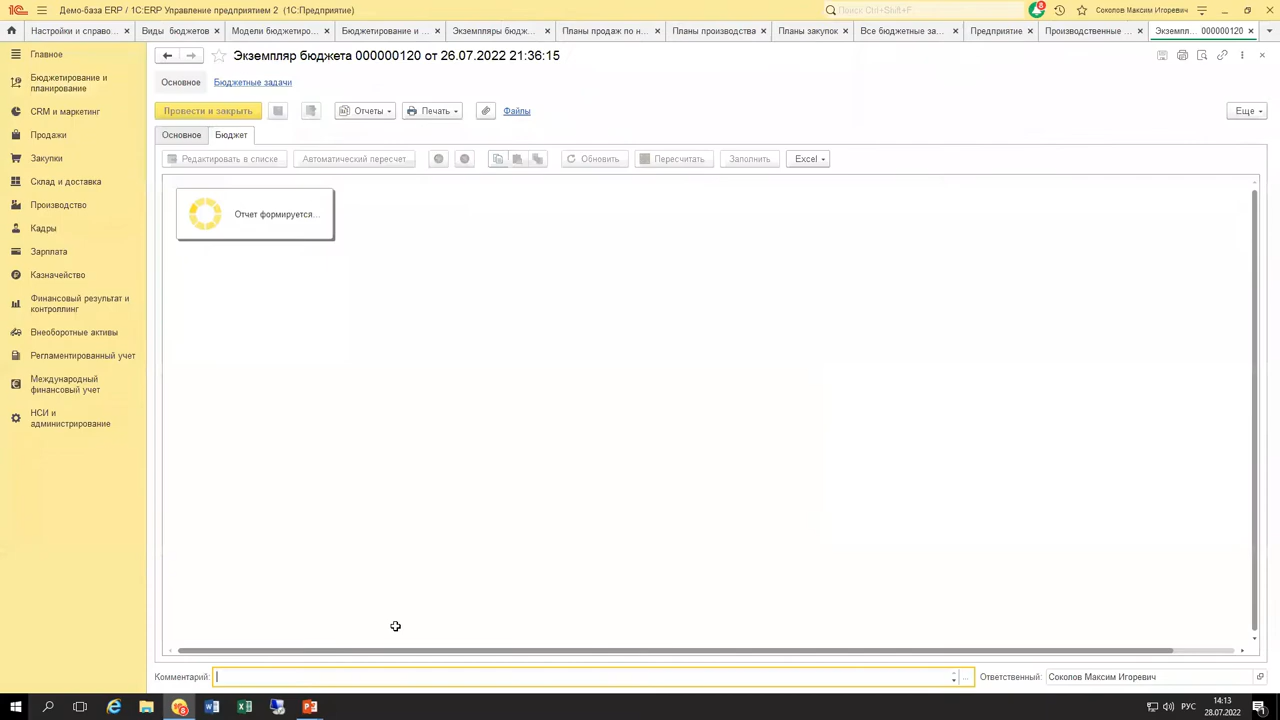 Демо-база ERP / 1С:ERP Управление предприятием 2 (1С:Предприятие)
Поиск Ctrl+Shift+F
8
Соколов Максим Игоревич
Настройки и справо...
Виды бюджетов
Модели бюджетиро...
Бюджетирование и ...
Экземпляры бюдж...
Планы продаж по н...
Планы производства
Планы закупок
Все бюджетные за...
Предприятие
Производственные ...
Экземпл... 000000120
Главное
Бюджетирование и
планирование
CRM и маркетинг
Продажи
Закупки
Склад и доставка
Производство
Кадры
Зарплата
Казначейство
Финансовый результат и
контроллинг
Внеоборотные активы
Регламентированный учет
Международный
финансовый учет
НСИ и
администрирование
Экземпляр бюджета 000000120 от 26.07.2022 21:36:15
Основное
Бюджетные задачи
Провести и закрыть
Отчеты
Печать
Файлы
Еще
Основное
Бюджет
Редактировать в списке
Автоматический пересчет
Обновить
Пересчитать
Заполнить
Excel
Отчет формируется...
Комментарий:
...
Ответственный:
Соколов Максим Игоревич
РУС
14:13
28.07.2022
1